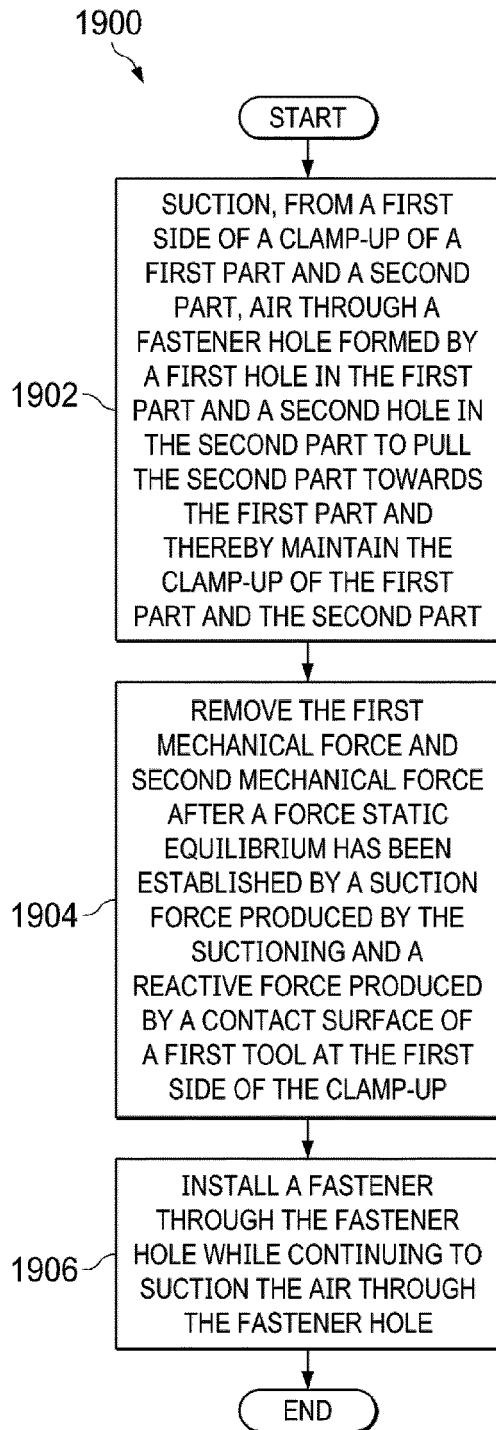 1900
START
SUCTION, FROM A FIRST
SIDE OF A CLAMP-UP OF A
FIRST PART AND A SECOND
PART, AIR THROUGH A
FASTENER HOLE FORMED BY
A FIRST HOLE IN THE FIRST
PART AND A SECOND HOLE IN
THE SECOND PART TO PULL
THE SECOND PART TOWARDS
THE FIRST PART AND
THEREBY MAINTAIN THE
CLAMP-UP OF THE FIRST
PART AND THE SECOND PART
1902
REMOVE THE FIRST
MECHANICAL FORCE AND
SECOND MECHANICAL FORCE
AFTER A FORCE STATIC
EQUILIBRIUM HAS BEEN
ESTABLISHED BY A SUCTION
FORCE PRODUCED BY THE
SUCTIONING AND A
REACTIVE FORCE PRODUCED
BY A CONTACT SURFACE OF
A FIRST TOOL AT THE FIRST
SIDE OF THE CLAMP-UP
1904
INSTALL A FASTENER
THROUGH THE FASTENER
HOLE WHILE CONTINUING TO
SUCTION THE AIR THROUGH
THE FASTENER HOLE
1906
END